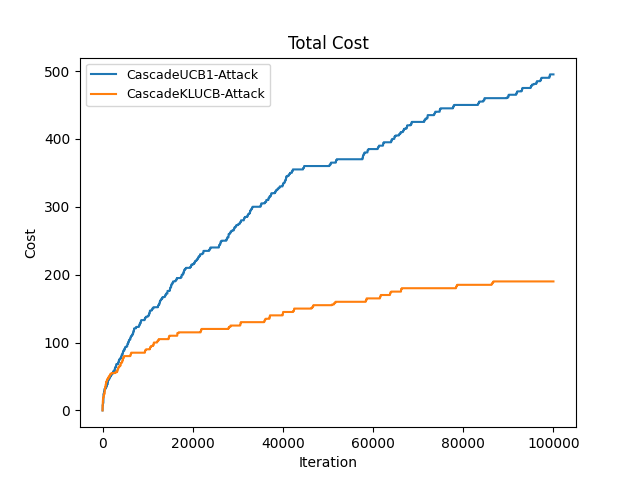 Total Cost
CascadeUCB1-Attack
CascadeKLUCB-Attack
500
400
300
200
100
0
Cost
0 20000 40000 60000 80000 100000
Iteration